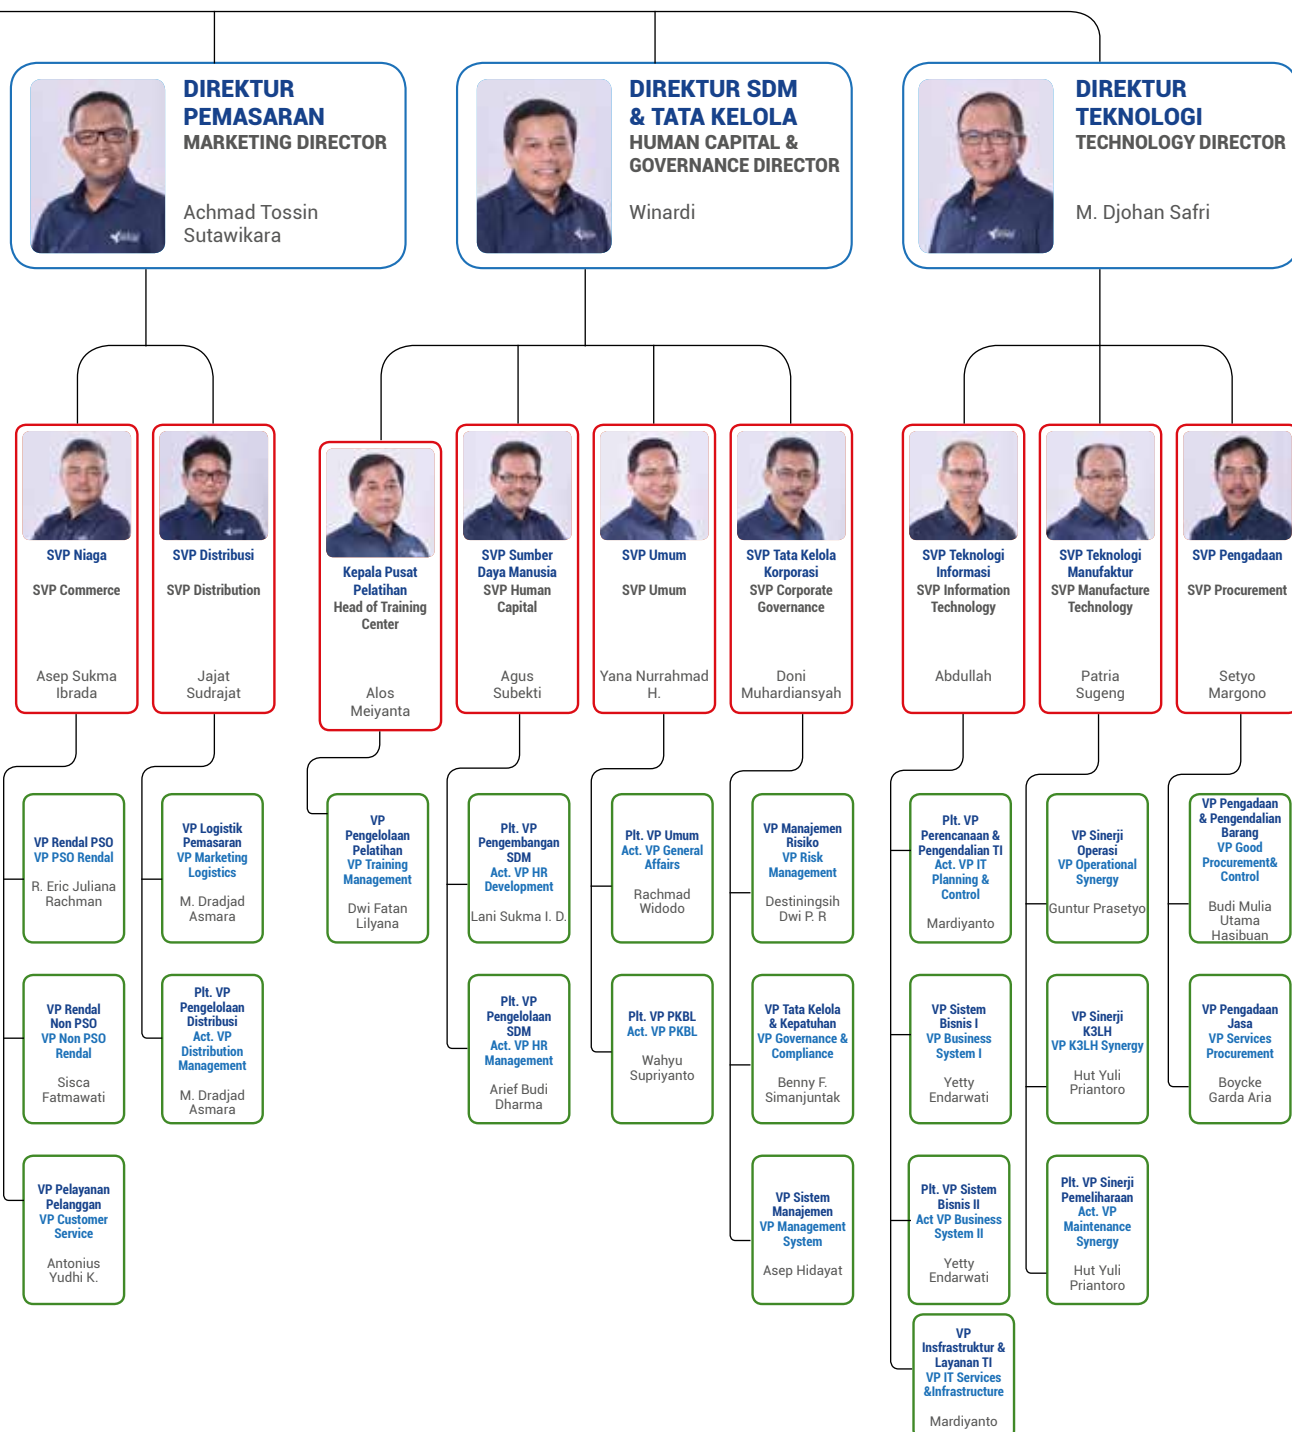 DIREKTUR
PEMASARAN
MARKETING DIRECTOR
Achmad Tossin
Sutawikara
DIREKTUR SDM
& TATA KELOLA
HUMAN CAPITAL &
GOVERNANCE DIRECTOR
Winardi
DIREKTUR
TEKNOLOGI
TECHNOLOGY DIRECTOR
M. Djohan Safri
SVP Niaga
SVP Commerce
Asep Sukma
Ibrada
SVP Distribusi
SVP Distribution
Jajat
Sudrajat
Kepala Pusat
Pelatihan
Head of Training
Center
Alos
Meiyanta
SVP Sumber
Daya Manusia
SVP Human
Capital
Agus
Subekti
SVP Umum
SVP Umum
Yana Nurrahmad
H.
SVP Tata Kelola
Korporasi
SVP Corporate
Governance
Doni
Muhardiansyah
SVP Teknologi
Informasi
SVP Information
Technology
Abdullah
SVP Teknologi
Manufaktur
SVP Manufacture
Technology
Patria
Sugeng
SVP Pengadaan
SVP Procurement
Setyo
Margono
VP Rendal PSO
VP PSO Rendal
R. Eric Juliana
Rachman
VP Logistik
Pemasaran
VP Marketing
Logistics
M. Dradjad
Asmara
VP
Pengelolaan
Pelatihan
VP Training
Management
Dwi Fatan
Lilyana
Plt. VP
Pengembangan
SDM
Act. VP HR
Development
Lani Sukma I. D.
Plt. VP Umum
Act. VP General
Affairs
Rachmad
Widodo
VP Manajemen
Risiko
VP Risk
Management
Destiningsih
Dwi P. R
Plt. VP
Perencanaan &
Pengendalian TI
Act. VP IT
Planning &
Control
Mardiyanto
VP Sinerji
Operasi
VP Operational
Synergy
Guntur Prasetyo
VP Pengadaan
& Pengendalian
Barang
VP Good
Procurement&
Control
Budi Mulia
Utama
Hasibuan
VP Rendal
Non PSO
VP Non PSO
Rendal
Sisca
Fatmawati
Plt. VP
Pengelolaan
Distribusi
Act. VP
Distribution
Management
M. Dradjad
Asmara
Plt. VP
Pengelolaan
SDM
Act. VP HR
Management
Arief Budi
Dharma
Plt. VP PKBL
Act. VP PKBL
Wahyu
Supriyanto
VP Tata Kelola
& Kepatuhan
VP Governance &
Compliance
Benny F.
Simanjuntak
VP Sistem
Bisnis I
VP Business
System I
Yetty
Endarwati
VP Sinerji
K3LH
VP K3LH Synergy
Hut Yuli
Priantoro
VP Pengadaan
Jasa
VP Services
Procurement
Boycke
Garda Aria
VP Pelayanan
Pelanggan
VP Customer
Service
Antonius
Yudhi K.
VP Sistem
Manajemen
VP Management
System
Asep Hidayat
Plt. VP Sistem
Bisnis II
Act VP Business
System II
Yetty
Endarwati
Plt. VP Sinerji
Pemeliharaan
Act. VP
Maintenance
Synergy
Hut Yuli
Priantoro
VP
Insfrastruktur &
Layanan TI
VP IT Services
&Infrastructure
Mardiyanto